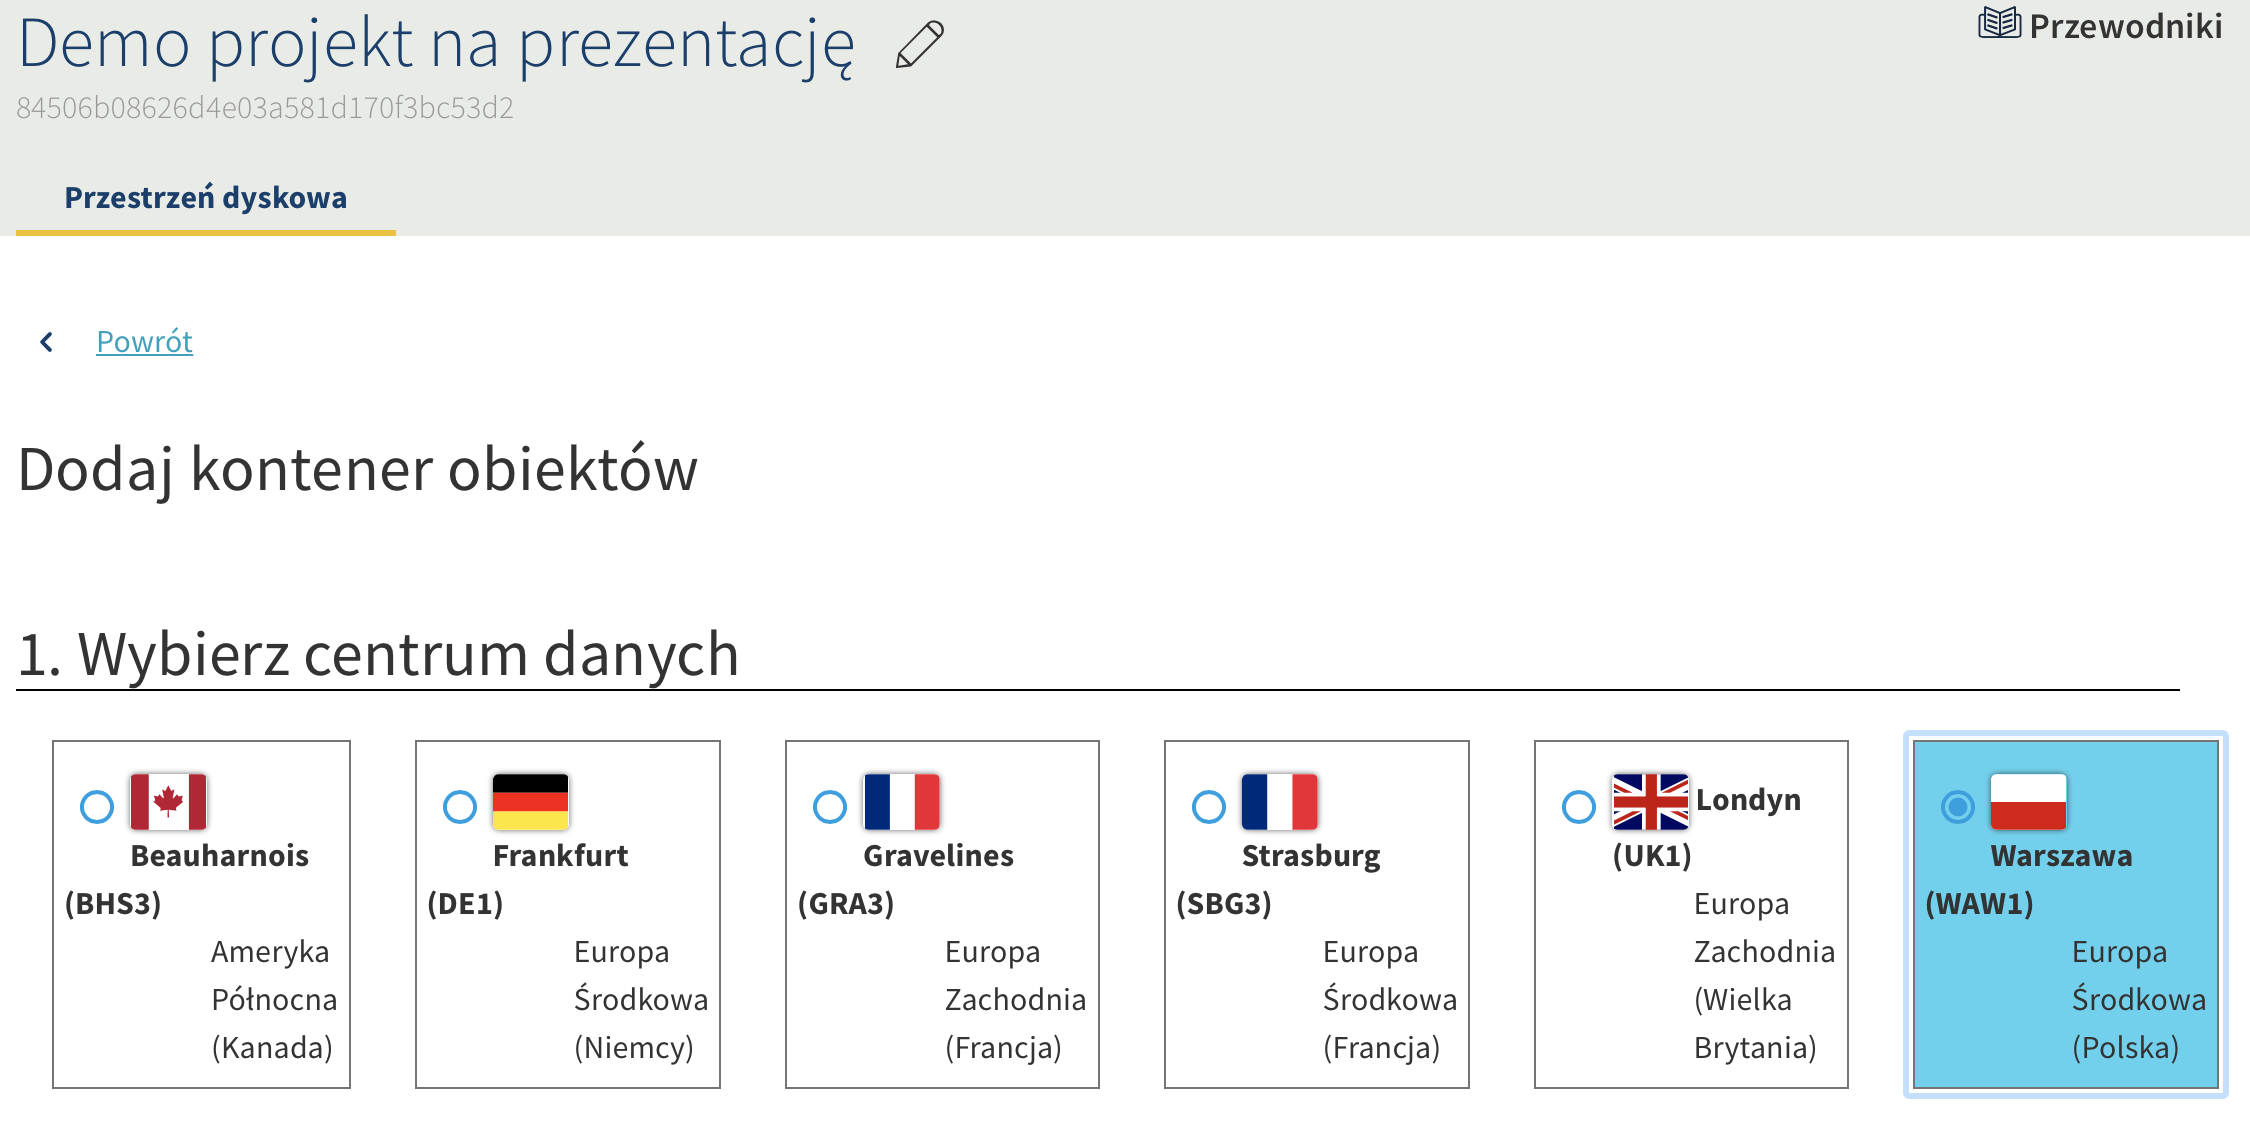 Demo projekt na prezentację
Przewodniki
84506b08626d4e03a581d170f3bc53d2
Przestrzeń dyskowa
Powrót
Dodaj kontener obiektów
1. Wybierz centrum danych
Beauharnois
(BHS3)
Ameryka
Północna
(Kanada)
Frankfurt
(DE1)
Europa
Środkowa
(Niemcy)
Gravelines
(GRA3)
Europa
Zachodnia
(Francja)
Strasburg
(SBG3)
Europa
Środkowa
(Francja)
Londyn
(UK1)
Europa
Zachodnia
(Wielka
Brytania)
Warszawa
(WAW1)
Europa
Środkowa
(Polska)